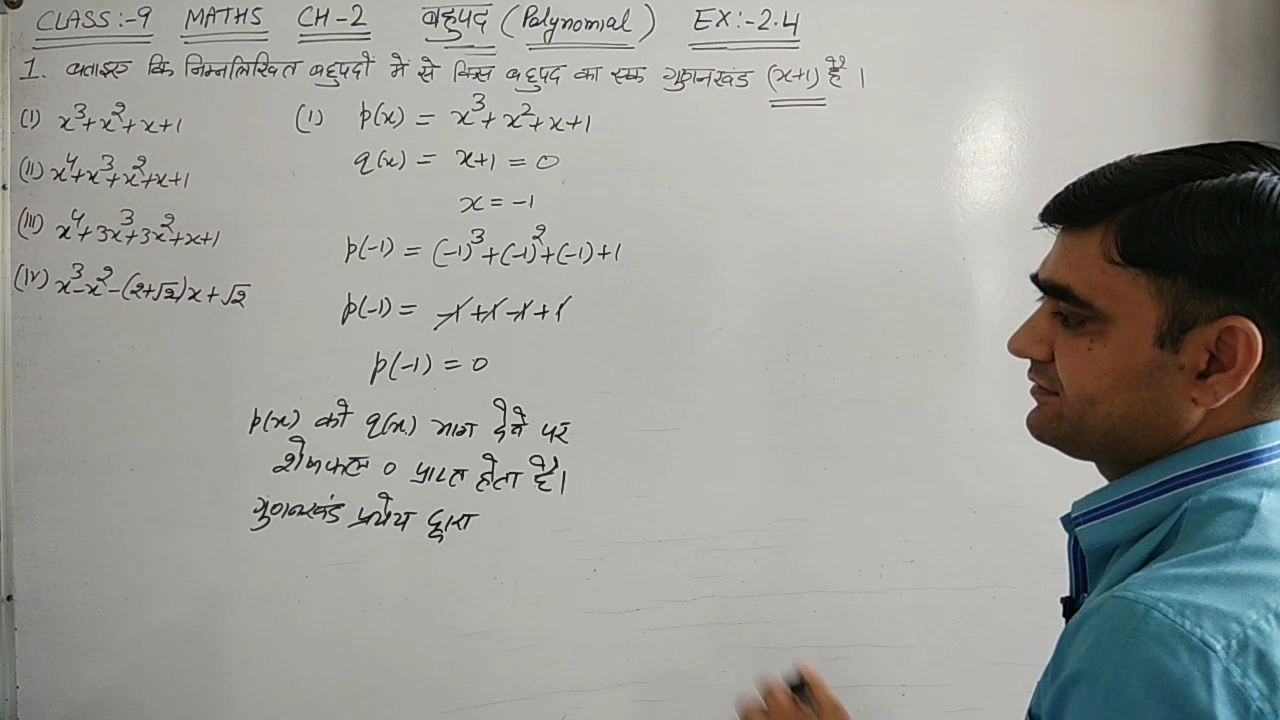 CLASS:-9 MATHS CH-2 बहुपद (Polynomial) EX:-2.4
1. बताइए कि निम्नलिखित बहुपदों में से किस बहुपद का एक गुणनखंड (x+1) है।
(I) x³+x²+x+1
(II) x⁴+x³+x²+x+1
(III) x⁴+3x³+3x²+x+1
(IV) x³-x²-(2+√2)x+√2
(I) p(x) = x³+x²+x+1
q(x) = x+1 = 0
x = -1
p(-1) = (-1)³+(-1)²+(-1)+1
p(-1) = -1+1-1+1
p(-1) = 0
p(x) को q(x) भाग देने पर
शेषफल 0 प्राप्त होता है।
गुणनखंड प्रमेय द्वारा